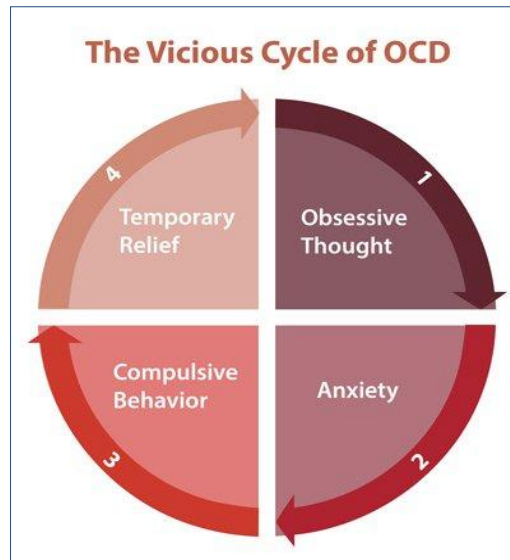 The Vicious Cycle of OCD
1
Obsessive
Thought
2
Anxiety
3
Compulsive
Behavior
4
Temporary
Relief